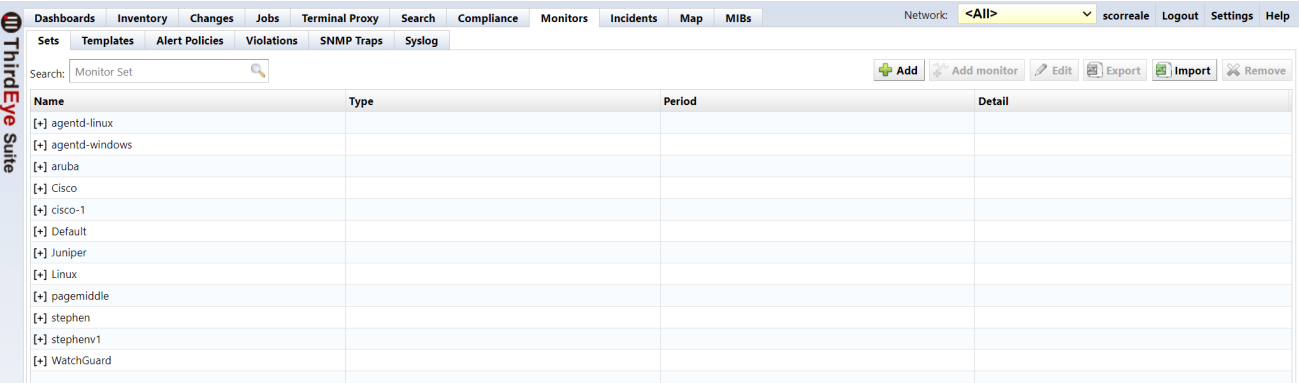 Dashboards Inventory Changes Jobs Terminal Proxy Search Compliance Monitors Incidents Map MIBs Network: <All> scorreale Logout Settings Help
ThirdEye Suite
Sets Templates Alert Policies Violations SNMP Traps Syslog
Search: Monitor Set Add Add monitor Edit Export Import Remove
Name Type Period Detail
[+] agentd-linux
[+] agentd-windows
[+] aruba
[+] Cisco
[+] cisco-1
[+] Default
[+] Juniper
[+] Linux
[+] pagemiddle
[+] stephen
[+] stephenv1
[+] WatchGuard